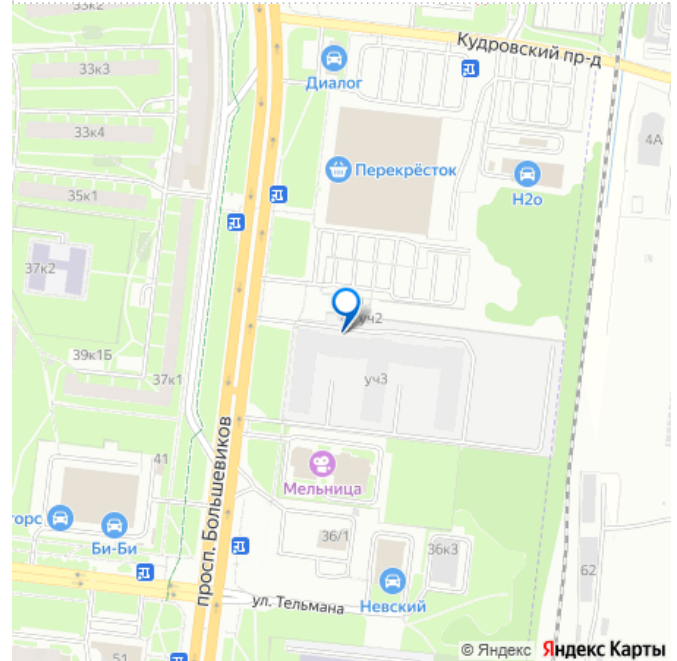 33к2
Кудровский пр-д
33к3
Диалог
33к4
4А
Перекрёсток
35к1
Н2о
37к2
уч2
39к1Б
37к1
уч3
просп. Большевиков
41
Мельница
торс
Би-Би
36/1
36к3
62
ул. Тельмана
Невский
51
© Яндекс Яндекс Карты